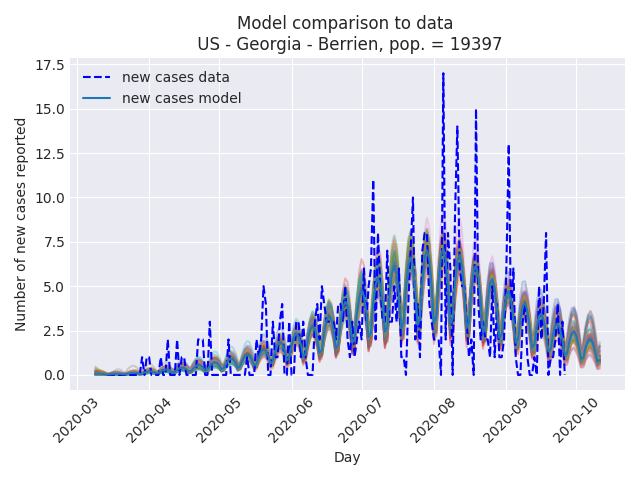 Model comparison to data
US - Georgia - Berrien, pop. = 19397
17.5
15.0
12.5
10.0
7.5
5.0
2.5
0.0
Number of new cases reported
new cases data
new cases model
2020-03
2020-04
2020-05
2020-06
2020-07
2020-08
2020-09
2020-10
Day